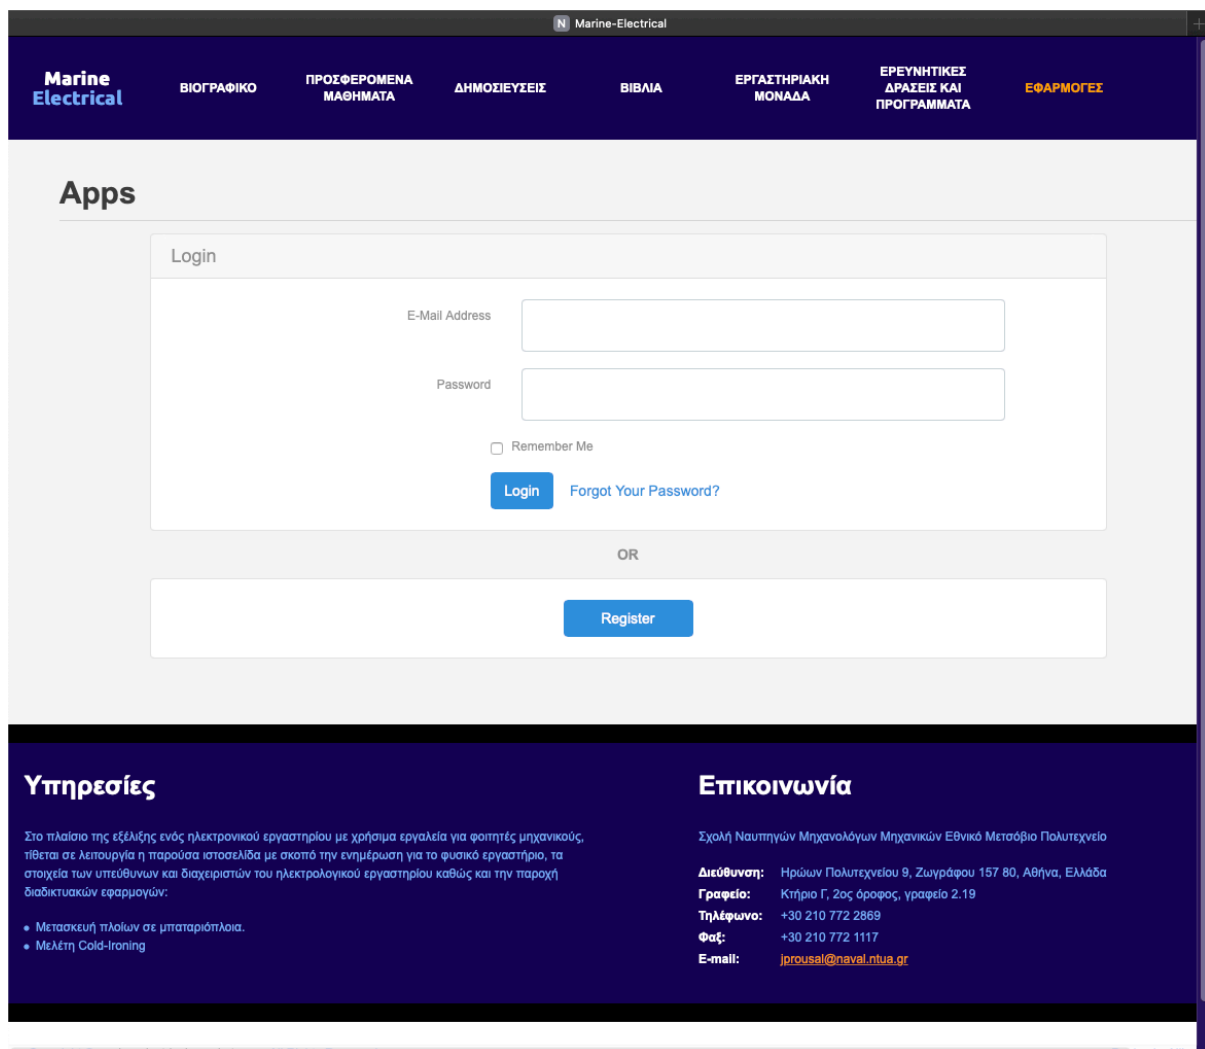 N Marine-Electrical
Marine
Electrical
ΒΙΟΓΡΑΦΙΚΟ
ΠΡΟΣΦΕΡΟΜΕΝΑ
ΜΑΘΗΜΑΤΑ
ΔΗΜΟΣΙΕΥΣΕΙΣ
ΒΙΒΛΙΑ
ΕΡΓΑΣΤΗΡΙΑΚΗ
ΜΟΝΑΔΑ
ΕΡΕΥΝΗΤΙΚΕΣ
ΔΡΑΣΕΙΣ ΚΑΙ
ΠΡΟΓΡΑΜΜΑΤΑ
ΕΦΑΡΜΟΓΕΣ
Apps
Login
E-Mail Address
Password
Remember Me
Login Forgot Your Password?
OR
Register
Υπηρεσίες
Στο πλαίσιο της εξέλιξης ενός ηλεκτρονικού εργαστηρίου με χρήσιμα εργαλεία για φοιτητές μηχανικούς,
τίθεται σε λειτουργία η παρούσα ιστοσελίδα με σκοπό την ενημέρωση για το φυσικό εργαστήριο, τα
στοιχεία των υπεύθυνων και διαχειριστών του ηλεκτρολογικού εργαστηρίου καθώς και την παροχή
διαδικτυακών εφαρμογών:
• Μετασκευή πλοίων σε μπαταριόπλοια.
• Μελέτη Cold-Ironing
Επικοινωνία
Σχολή Ναυπηγών Μηχανολόγων Μηχανικών Εθνικό Μετσόβιο Πολυτεχνείο
Διεύθυνση: Ηρώων Πολυτεχνείου 9, Ζωγράφου 157 80, Αθήνα, Ελλάδα
Γραφείο: Κτήριο Γ, 2ος όροφος, γραφείο 2.19
Τηλέφωνο: +30 210 772 2869
Φαξ: +30 210 772 1117
E-mail: jprousal@naval.ntua.gr